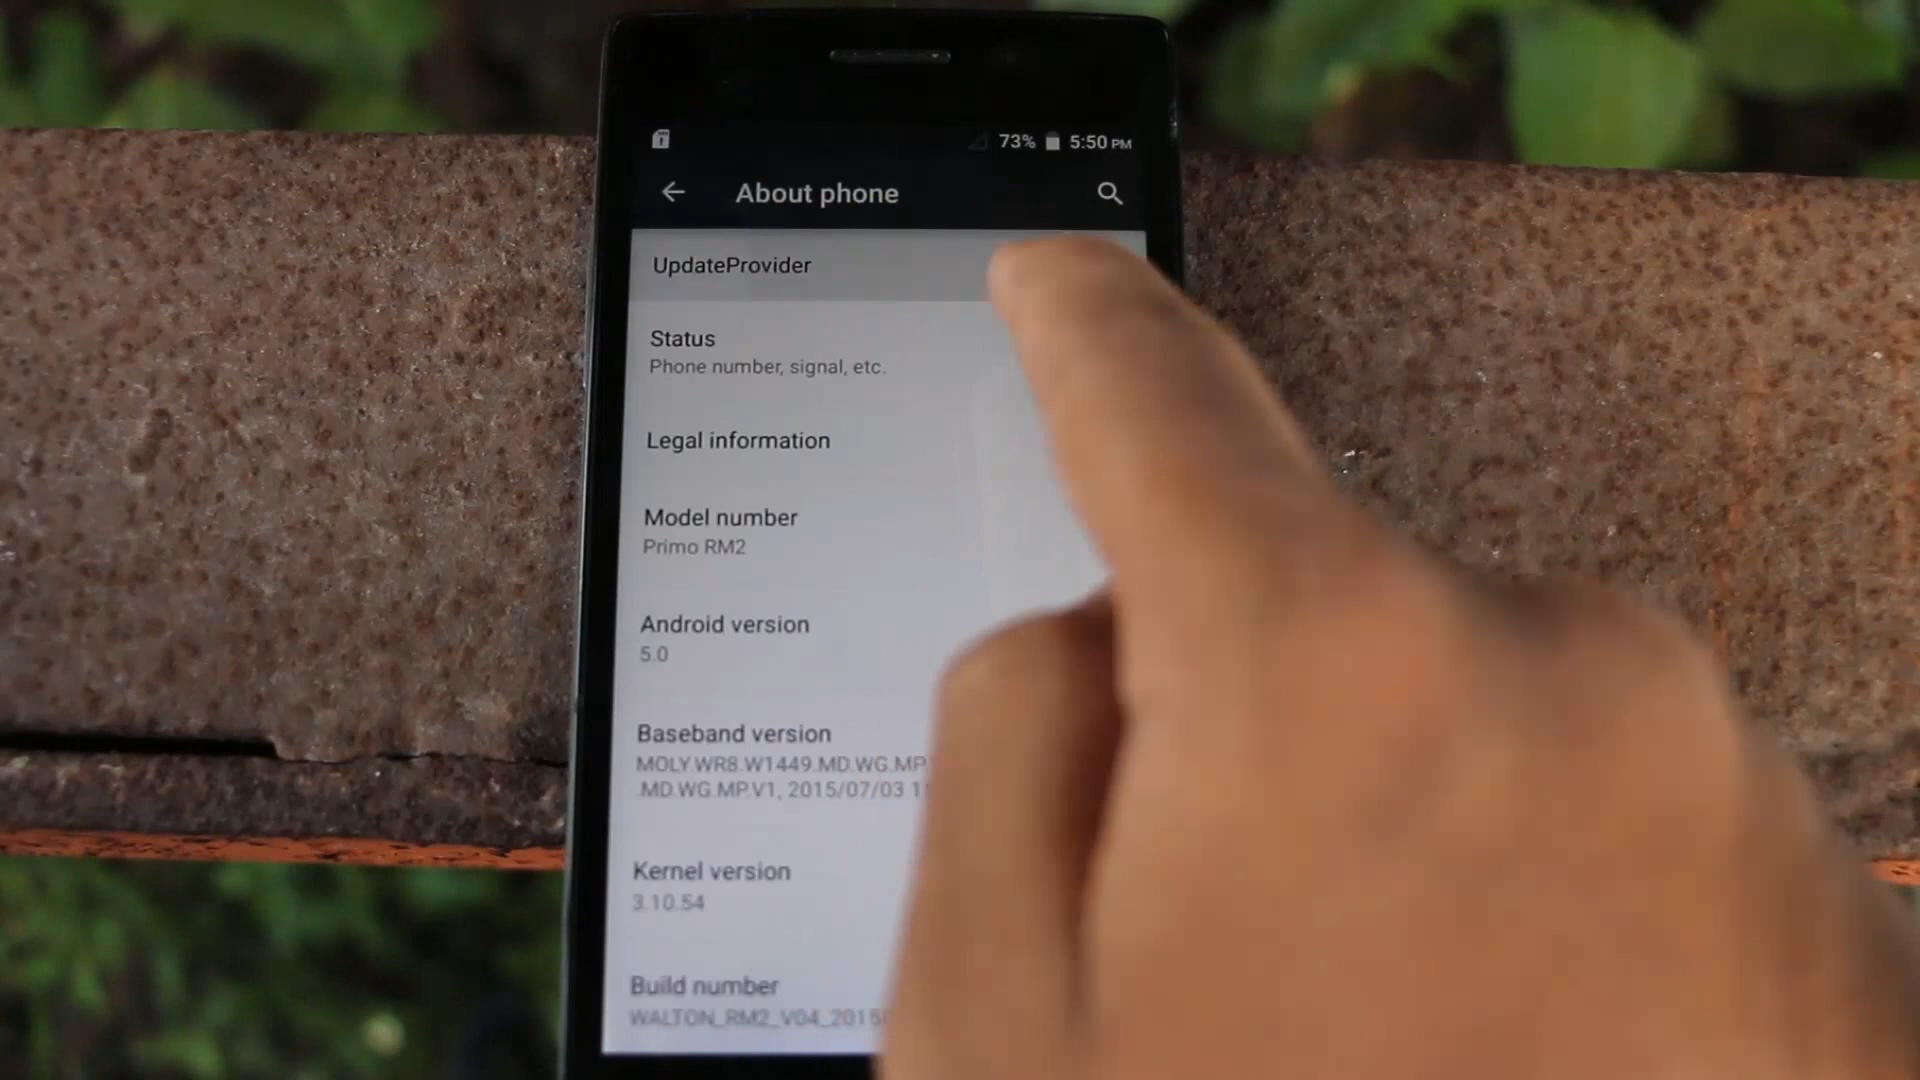 73% 5:50 PM
About phone
UpdateProvider
Status
Phone number, signal, etc.
Legal information
Model number
Primo RM2
Android version
5.0
Baseband version
MOLY.WR8.W1449.MD.WG.MP
.MD.WG.MP.V1, 2015/07/03 1
Kernel version
3.10.54
Build number
WALTON_RM2_V04_2015